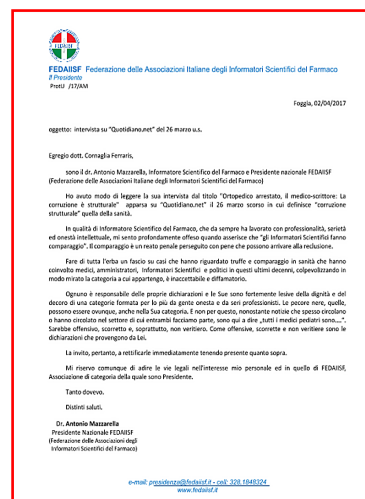 FEDAIISF
FEDAIISF Federazione delle Associazioni Italiane degli Informatori Scientifici del Farmaco
Il Presidente
ProtU /17/AM
Foggia, 02/04/2017
oggetto: intervista su "Quotidiano.net" del 26 marzo u.s.
Egregio dott. Cornaglia Ferraris,
sono il dr. Antonio Mazzarella, Informatore Scientifico del Farmaco e Presidente nazionale FEDAIISF
(Federazione delle Associazioni Italiane degli Informatori Scientifici del Farmaco)
Ho avuto modo di leggere la sua intervista dal titolo "Ortopedico arrestato, il medico-scrittore: La
corruzione è strutturale" apparsa su "Quotidiano.net" il 26 marzo scorso in cui definisce "corruzione
strutturale" quella della sanità.
In qualità di Informatore Scientifico del Farmaco, che da sempre ha lavorato con professionalità, serietà
ed onestà intellettuale, mi sento profondamente offeso quando asserisce che "gli Informatori Scientifici fanno
comparaggio". Il comparaggio è un reato penale perseguito con pene che possono arrivare alla reclusione.
Fare di tutta l'erba un fascio su casi che hanno riguardato truffe e comparaggio in sanità che hanno
coinvolto medici, amministratori, Informatori Scientifici e politici in questi ultimi decenni, colpevolizzando in
modo mirato la categoria a cui appartengo, è inaccettabile e diffamatorio.
Ognuno è responsabile delle proprie dichiarazioni e le Sue sono fortemente lesive della dignità e del
decoro di una categorie formata per lo più da gente onesta e da seri professionisti. Le pecore nere, quelle,
possono essere ovunque, anche nella Sua categoria. E non per questo, nonostante notizie che spesso circolano
o hanno circolato nel settore di cui entrambi facciamo parte, sono qui a dire „tutti i medici pediatri sono....".
Sarebbe offensivo, scorretto e, soprattutto, non veritiero. Come offensive, scorrette e non veritiere sono le
dichiarazioni che provengono da Lei.
La invito, pertanto, a rettificarle immediatamente tenendo presente quanto sopra.
Mi riservo comunque di adire le vie legali nell'interesse mio personale ed in quello di FEDAIISF,
Associazione di categoria della quale sono Presidente.
Tanto dovevo.
Distinti saluti,
Dr. Antonio Mazzarella
Presidente Nazionale FEDAIISF
(Federazione delle Associazioni degli
Informatori Scientifici del Farmaco)
e-mail: presidenza@fedaiisf.it - cell: 328.1848324
www.fedaiisf.it